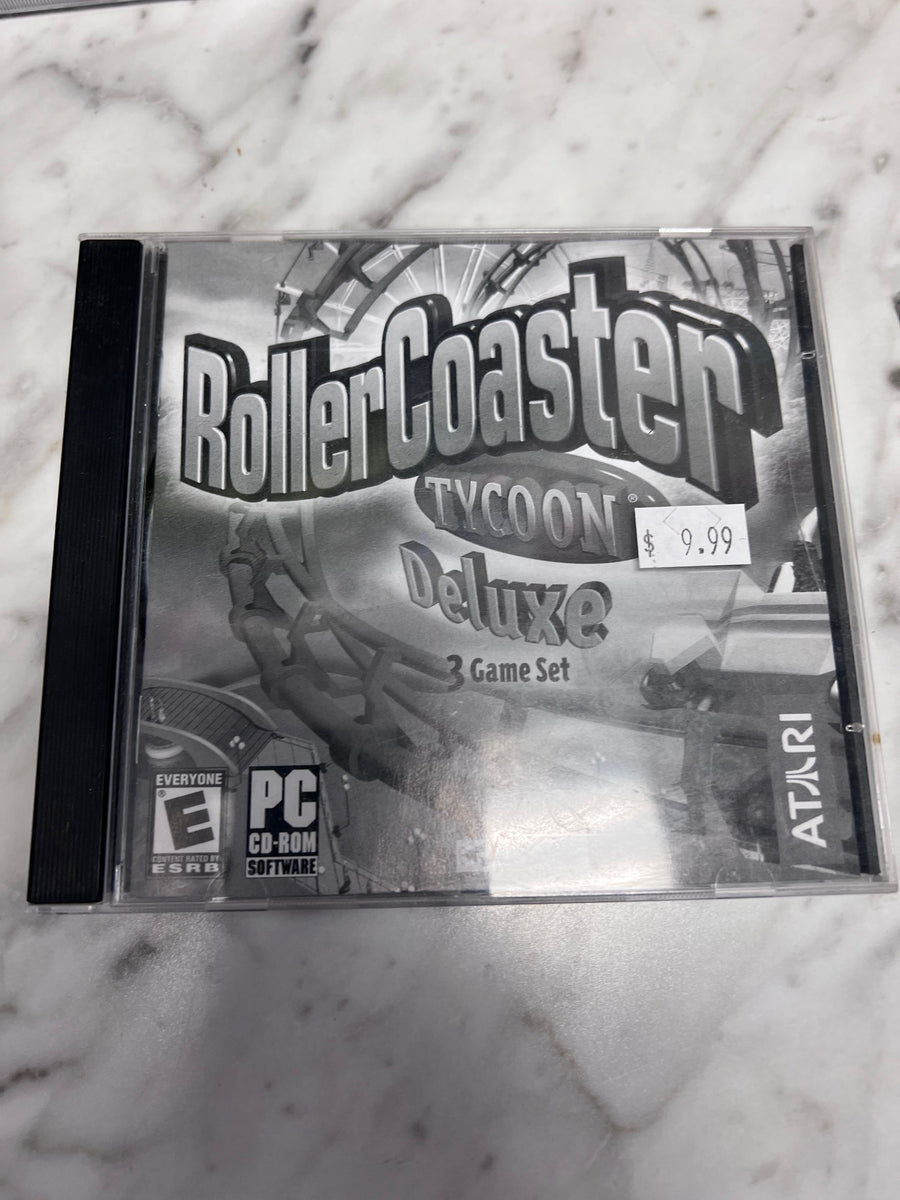 RollerCoaster
TYCOON®
$ 9.99
Deluxe
3 Game Set
ATARI
EVERYONE
E®
CONTENT RATED BY
ESRB
PC
CD-ROM
SOFTWARE